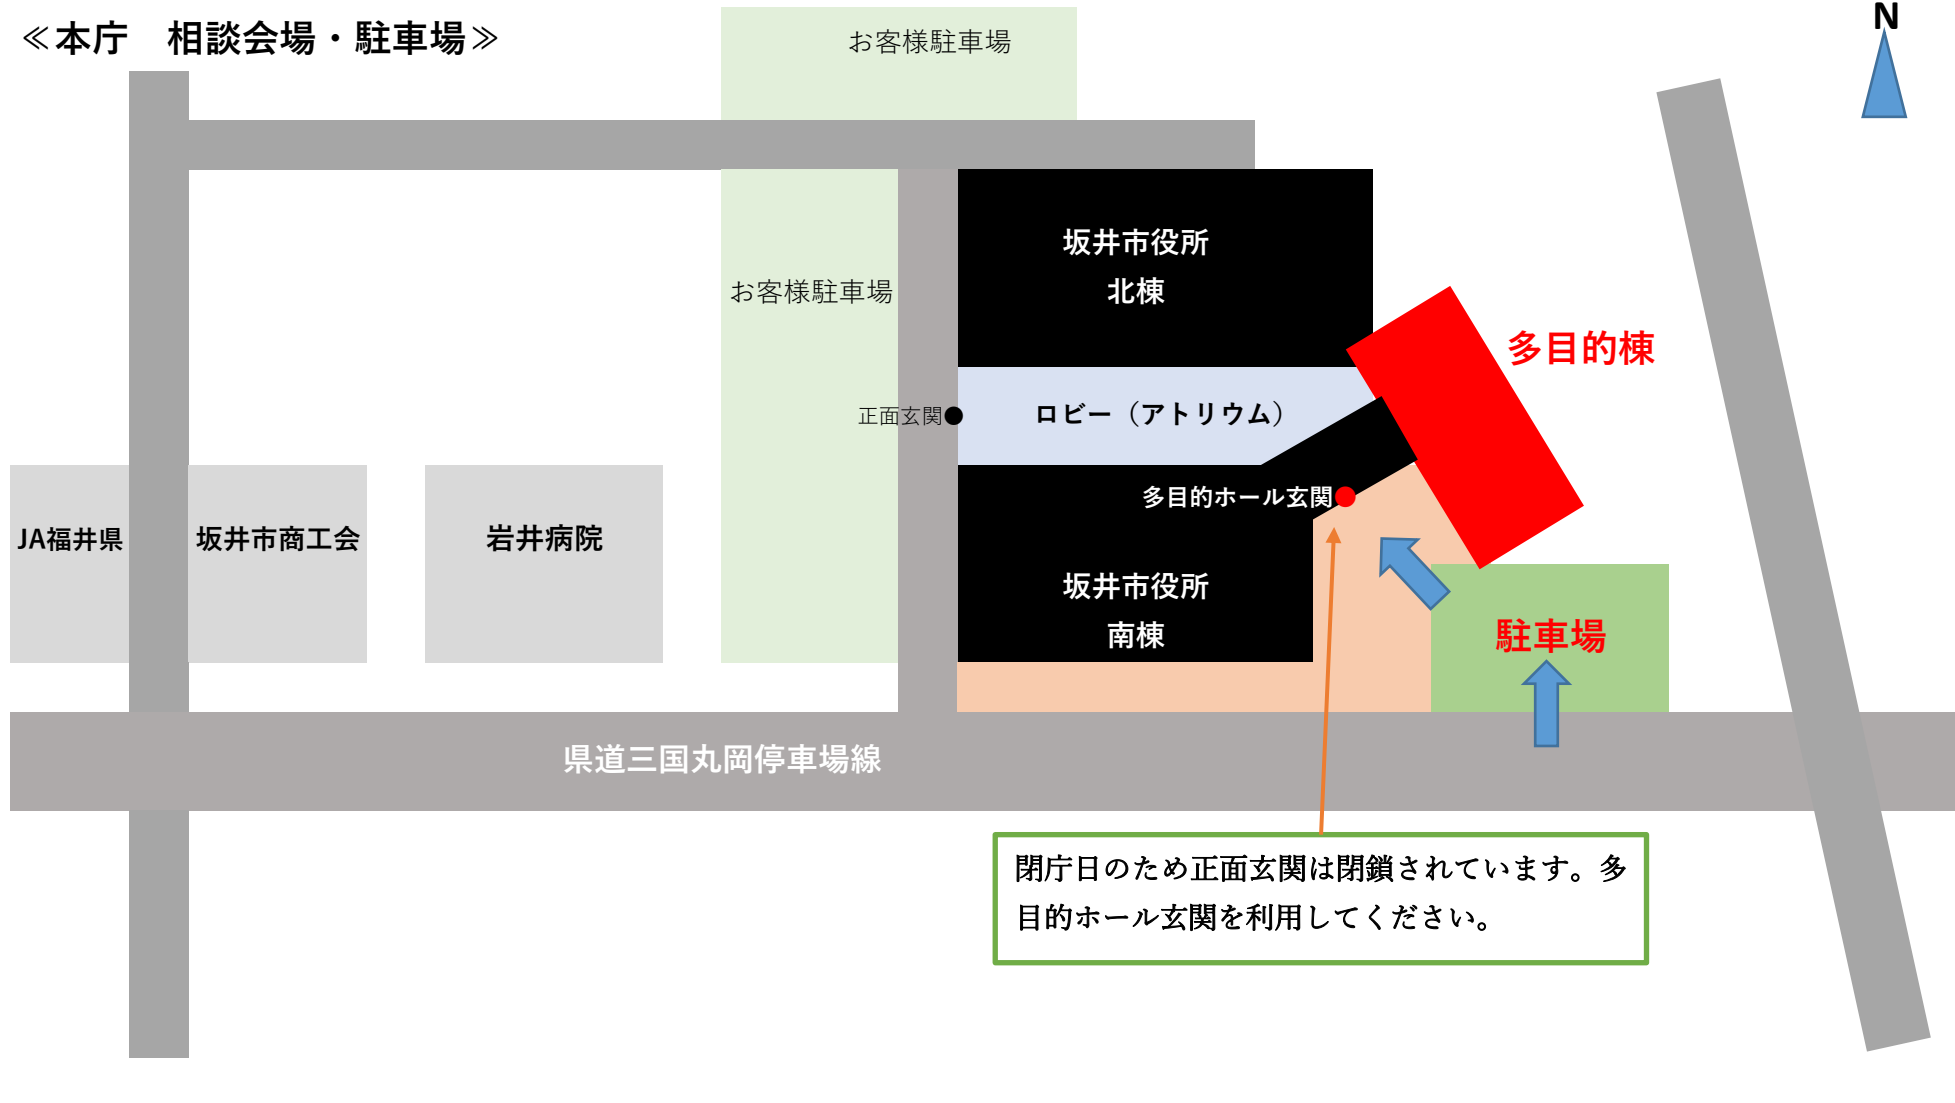 ≪本庁　相談会場・駐車場≫
N
お客様駐車場
坂井市役所
北棟
お客様駐車場
多目的棟
正面玄関
ロビー（アトリウム）
多目的ホール玄関
JA福井県
坂井市商工会
岩井病院
坂井市役所
南棟
駐車場
県道三国丸岡停車場線
閉庁日のため正面玄関は閉鎖されています。多
目的ホール玄関を利用してください。